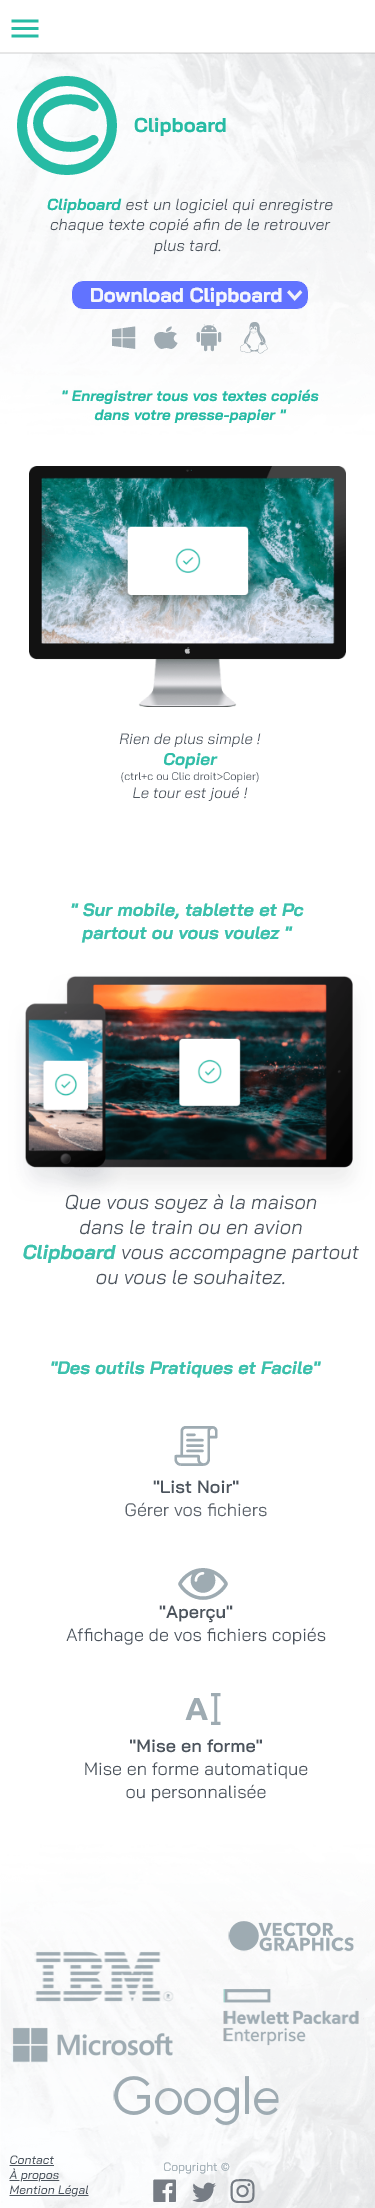 Clipboard
Clipboard est un logiciel qui enregistre
chaque texte copié afin de le retrouver
plus tard.
Download Clipboard
" Enregistrer tous vos textes copiés
dans votre presse-papier "
Rien de plus simple !
Copier
(ctrl+c ou Clic droit>Copier)
Le tour est joué !
" Sur mobile, tablette et Pc
partout ou vous voulez "
Que vous soyez à la maison
dans le train ou en avion
Clipboard vous accompagne partout
ou vous le souhaitez.
"Des outils Pratiques et Facile"
"List Noir"
Gérer vos fichiers
"Aperçu"
Affichage de vos fichiers copiés
A
"Mise en forme"
Mise en forme automatique
ou personnalisée
VECTOR
GRAPHICS
IBM®
Hewlett Packard
Enterprise
Microsoft
Google
Contact
À propos
Mention Légal
Copyright ©